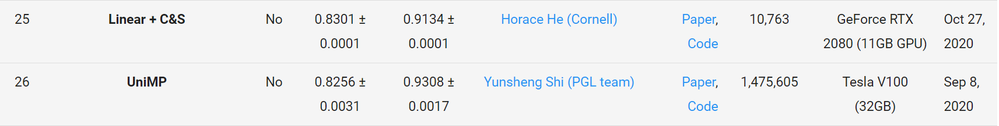 25 Linear + C&S No 0.8301 ± 0.9134 ± Horace He (Cornell) Paper, 10,763 GeForce RTX Oct 27,
0.0001 0.0001 Code 2080 (11GB GPU) 2020
26 UniMP No 0.8256 ± 0.9308 ± Yunsheng Shi (PGL team) Paper, 1,475,605 Tesla V100 Sep 8,
0.0031 0.0017 Code (32GB) 2020